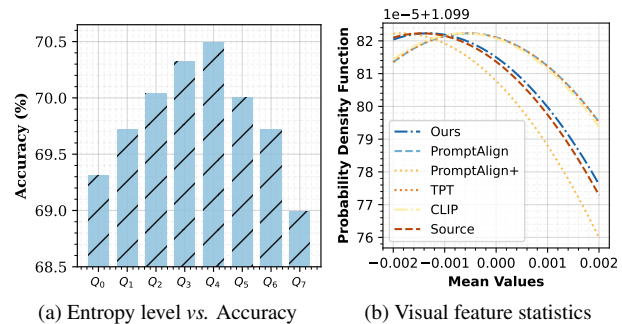 70.5
70.0
69.5
69.0
68.5
Accuracy (%)
Q0 Q1 Q2 Q3 Q4 Q5 Q6 Q7
(a) Entropy level vs. Accuracy
1e−5+1.099
82
81
80
79
78
77
76
Probability Density Function
Ours
PromptAlign
PromptAlign+
TPT
CLIP
Source
−0.002 −0.001 0.000 0.001 0.002
Mean Values
(b) Visual feature statistics